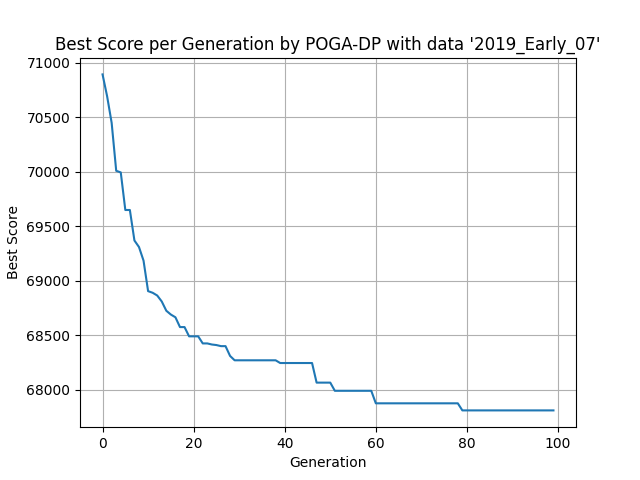 Best Score per Generation by POGA-DP with data '2019_Early_07'
71000
70500
70000
69500
69000
68500
68000
Best Score
0 20 40 60 80 100
Generation